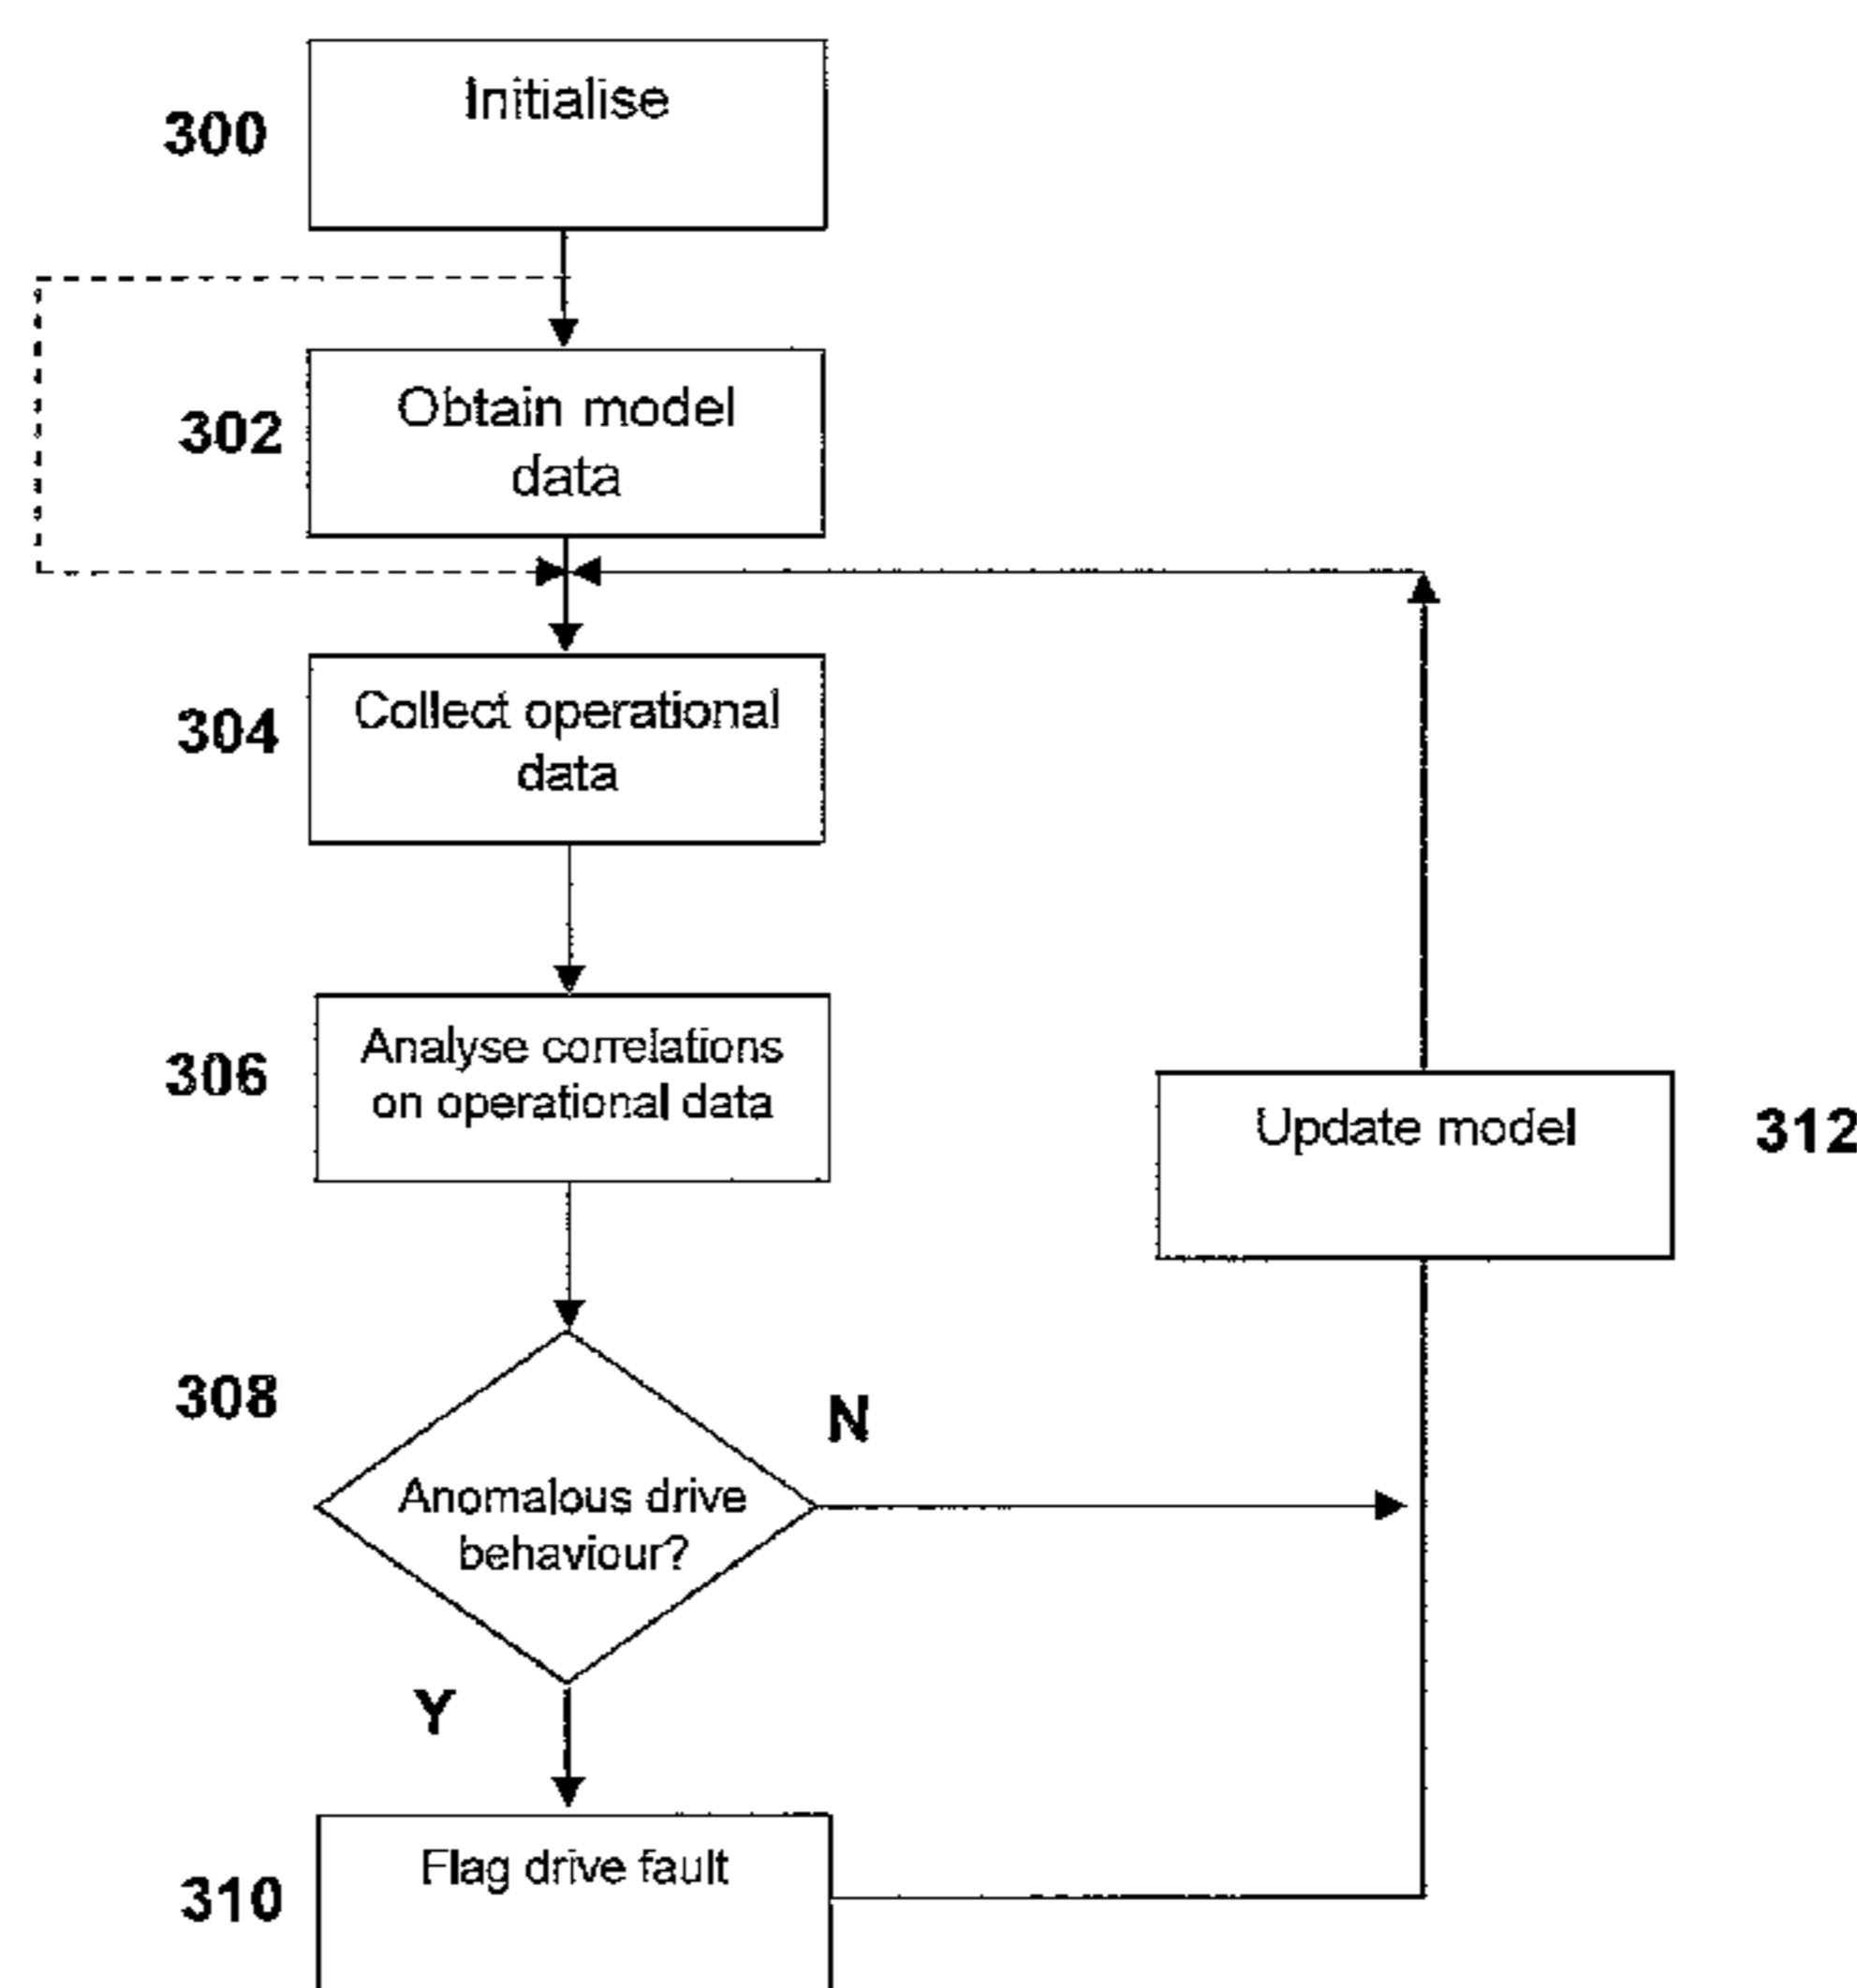 300
Initialise
302
Obtain model
data
304
Collect operational
data
306
Analyse correlations
on operational data
Update model
312
308
N
Anomalous drive
behaviour?
Y
310
Flag drive fault